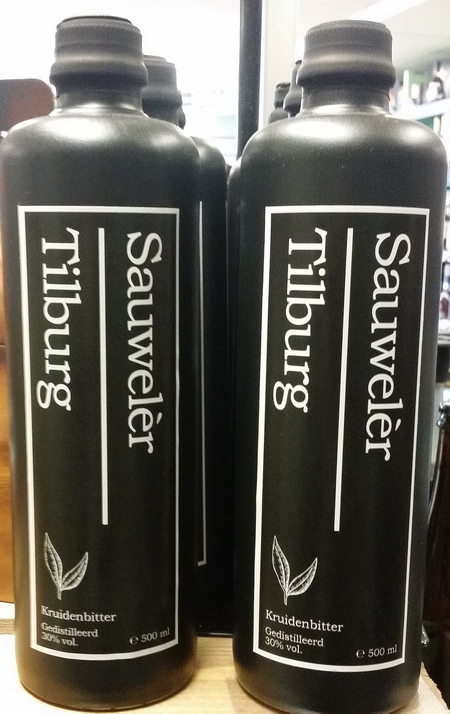 Sauwelèr
Tilburg
Kruidenbitter
Gedistilleerd
30% vol.
℮ 500 ml
Sauwelèr
Tilburg
Kruidenbitter
Gedistilleerd
30% vol.
℮ 500 ml